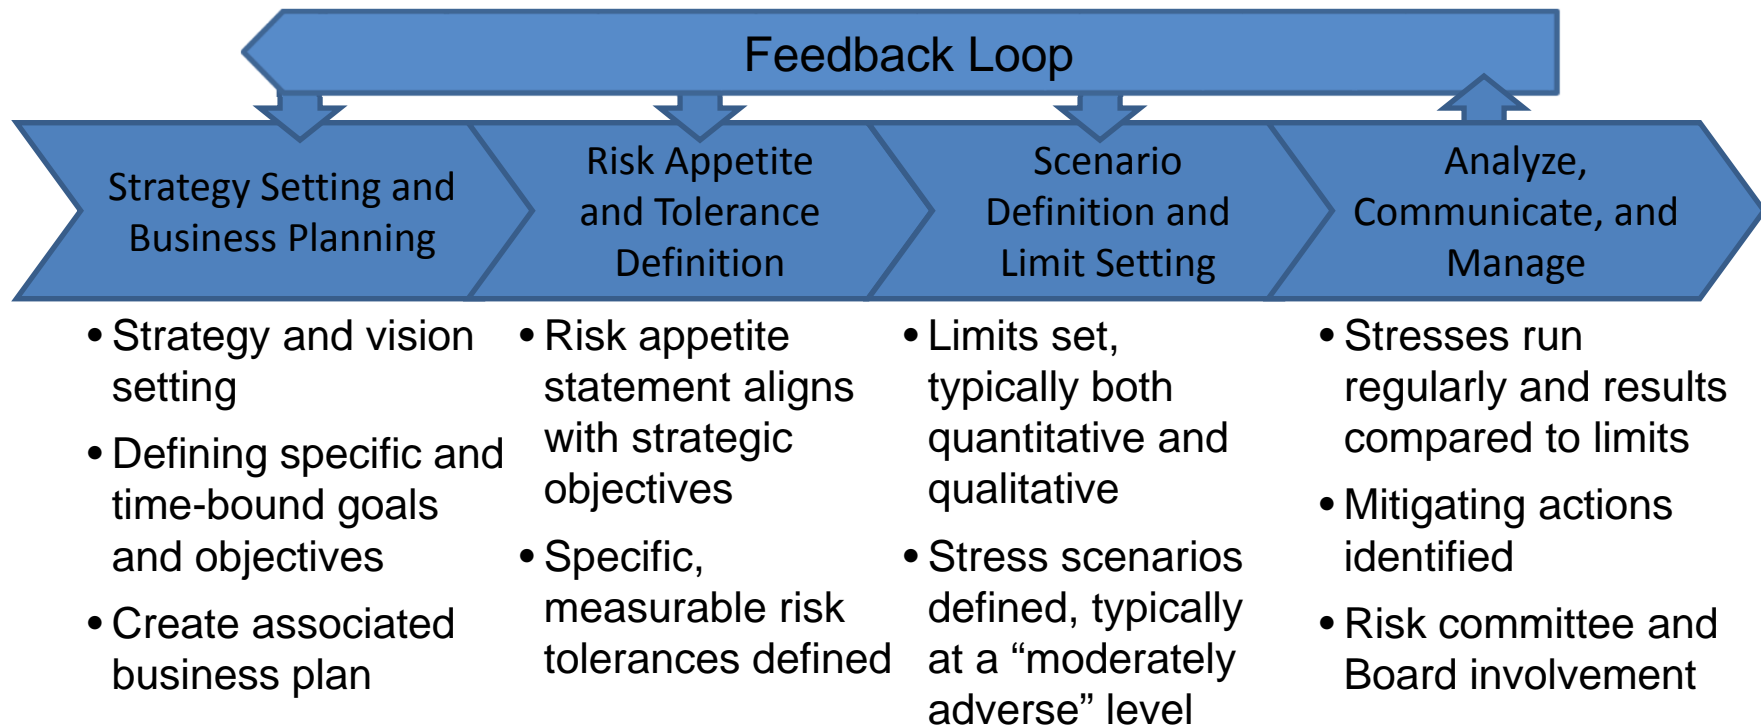 Feedback Loop
Strategy Setting and
Business Planning
Risk Appetite
and Tolerance
Definition
Scenario
Definition and
Limit Setting
Analyze,
Communicate, and
Manage
• Strategy and vision
setting
• Defining specific and
time-bound goals
and objectives
• Create associated
business plan
• Risk appetite
statement aligns
with strategic
objectives
• Specific,
measurable risk
tolerances defined
• Limits set,
typically both
quantitative and
qualitative
• Stress scenarios
defined, typically
at a “moderately
adverse” level
• Stresses run
regularly and results
compared to limits
• Mitigating actions
identified
• Risk committee and
Board involvement